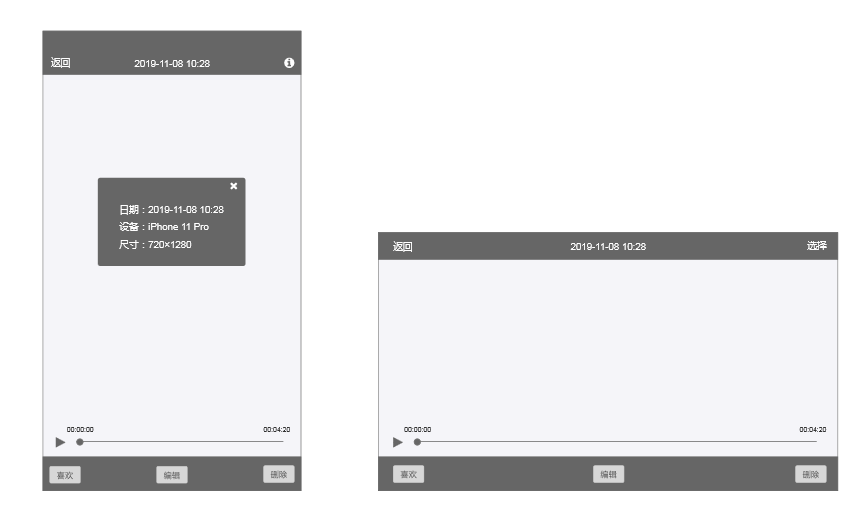 返回 2019-11-08 10:28
日期：2019-11-08 10:28
设备：iPhone 11 Pro
尺寸：720×1280
00:00:00 00:04:20
喜欢 编辑 删除
返回 2019-11-08 10:28 选择
00:00:00 00:04:20
喜欢 编辑 删除